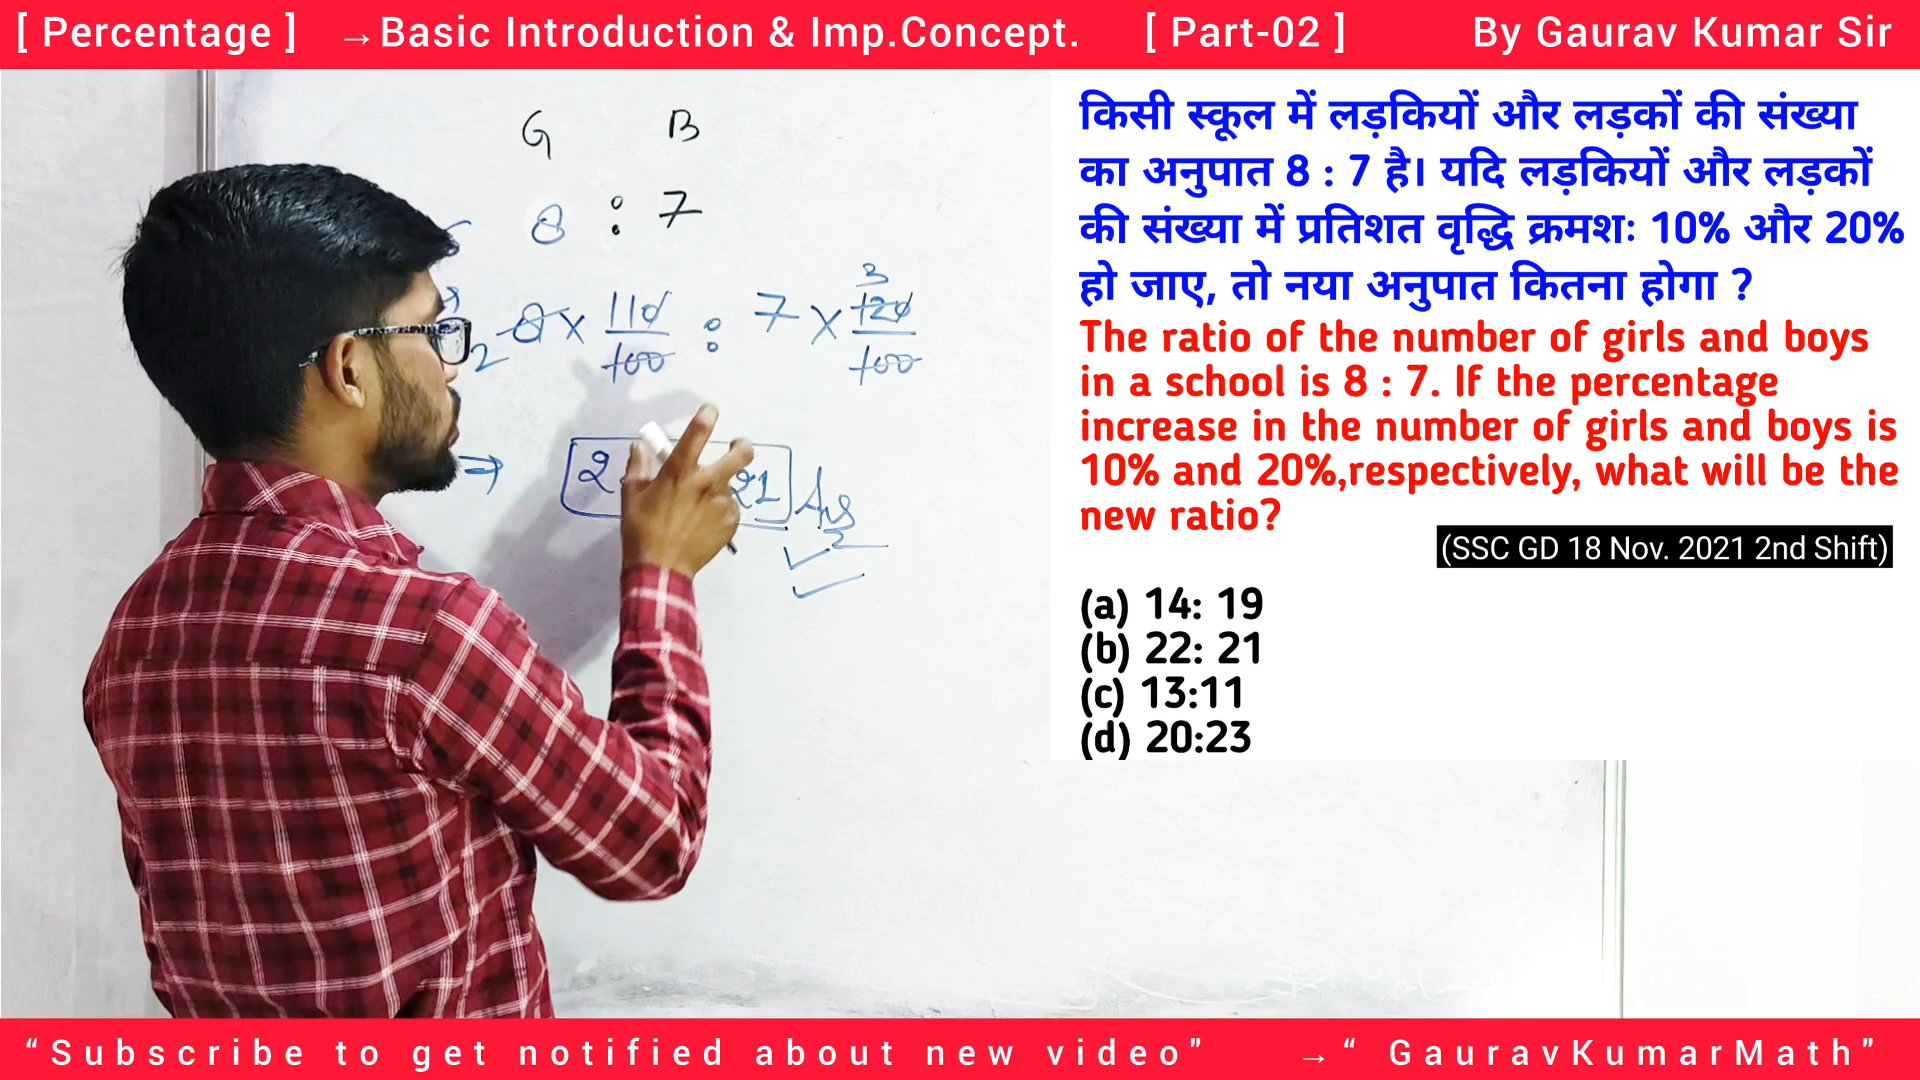 [ Percentage ] →Basic Introduction & Imp.Concept. [ Part-02 ] By Gaurav Kumar Sir
G B
8 : 7
2 8 × 110/100 : 7 × 120/100
3
⇒ 2 21 Ans
किसी स्कूल में लड़कियों और लड़कों की संख्या
का अनुपात 8 : 7 है। यदि लड़कियों और लड़कों
की संख्या में प्रतिशत वृद्धि क्रमशः 10% और 20%
हो जाए, तो नया अनुपात कितना होगा ?
The ratio of the number of girls and boys
in a school is 8 : 7. If the percentage
increase in the number of girls and boys is
10% and 20%,respectively, what will be the
new ratio?
(SSC GD 18 Nov. 2021 2nd Shift)
(a) 14: 19
(b) 22: 21
(c) 13:11
(d) 20:23
“Subscribe to get notified about new video” →“ GauravKumarMath”